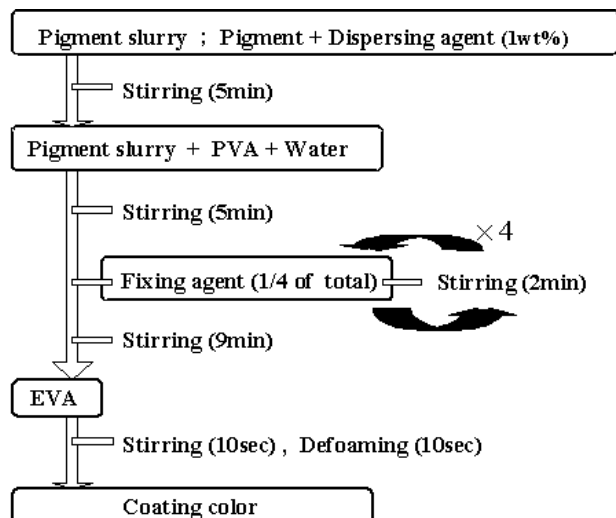 Pigment slurry ; Pigment + Dispersing agent (1wt%)
Stirring (5min)
Pigment slurry + PVA + Water
Stirring (5min)
×4
Fixing agent (1/4 of total)
Stirring (2min)
Stirring (9min)
EVA
Stirring (10sec) , Defoaming (10sec)
Coating color